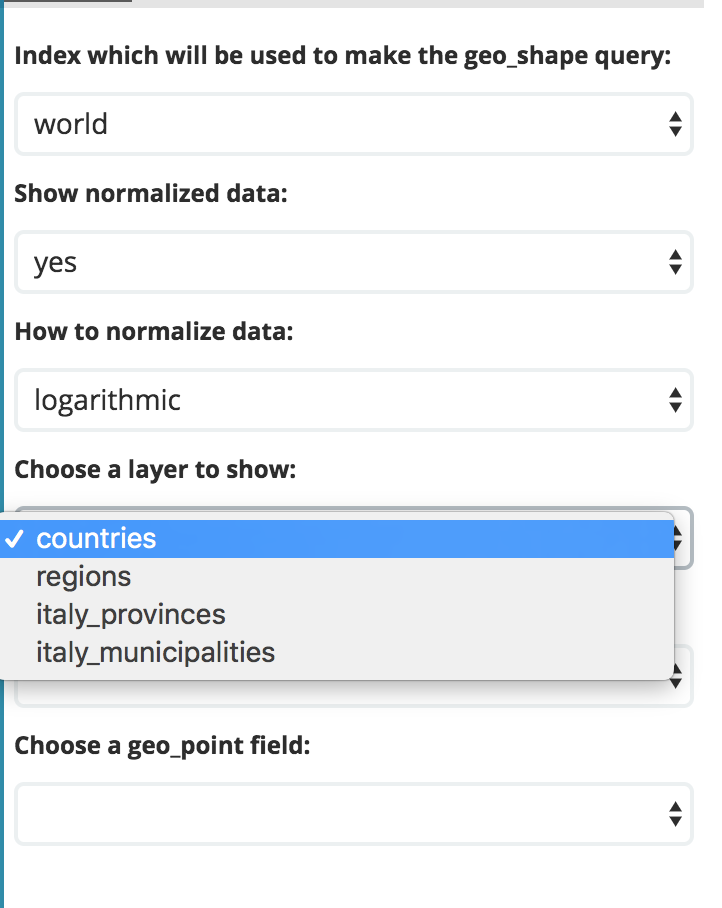 Index which will be used to make the geo_shape query:
world
Show normalized data:
yes
How to normalize data:
logarithmic
Choose a layer to show:
countries
regions
italy_provinces
italy_municipalities
Choose a geo_point field: